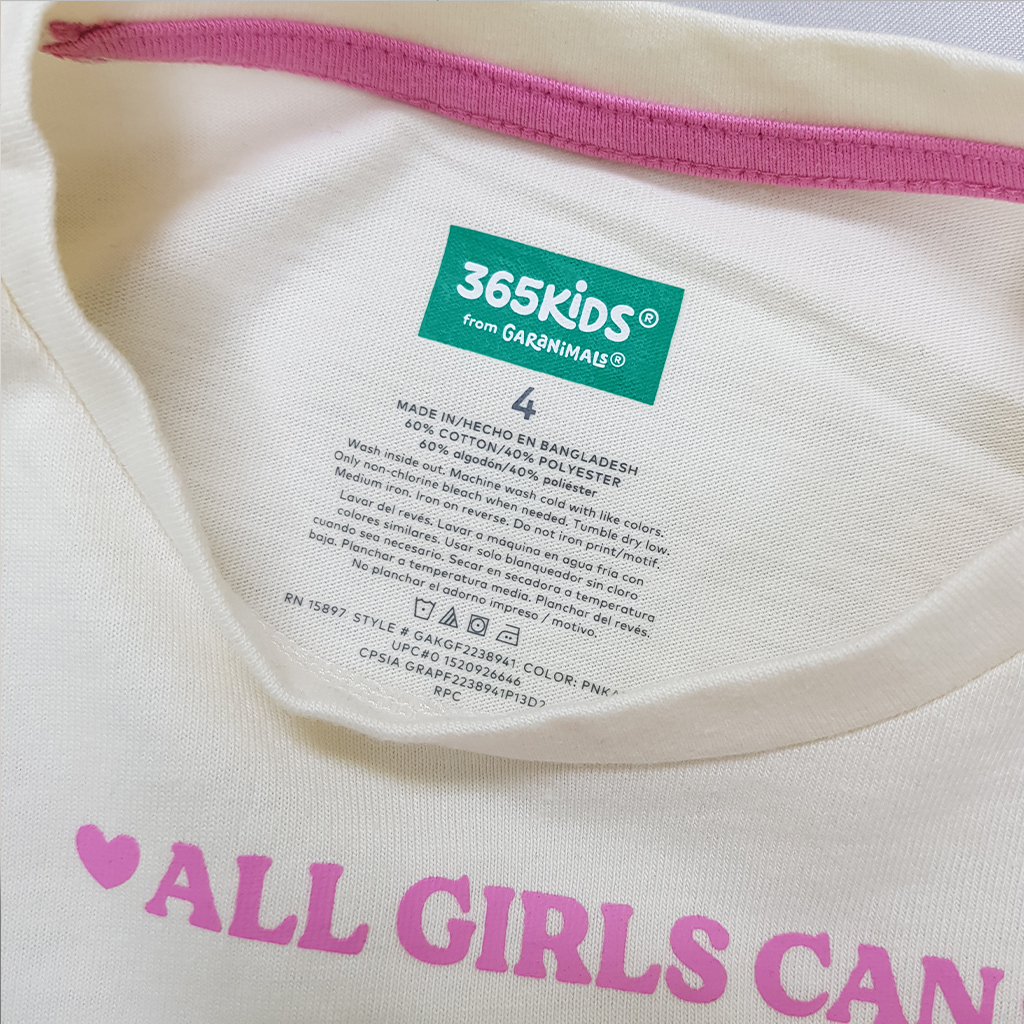 365KiDS®
from GARaNiMALs®
4
MADE IN/HECHO EN BANGLADESH
60% COTTON/40% POLYESTER
60% algodón/40% poliéster
Wash inside out. Machine wash cold with like colors.
Only non-chlorine bleach when needed. Tumble dry low.
Medium iron. Iron on reverse. Do not iron print/motif.
Lavar del revés. Lavar a máquina en agua fría con
colores similares. Usar solo blanqueador sin cloro
cuando sea necesario. Secar en secadora a temperatura
baja. Planchar a temperatura media. Planchar del revés.
No planchar el adorno impreso / motivo.
RN 15897 STYLE # GAKGF2238941 COLOR: PNK
UPC#0 1520926646
CPSIA GRAPF2238941P13D
RPC
ALL GIRLS CAN